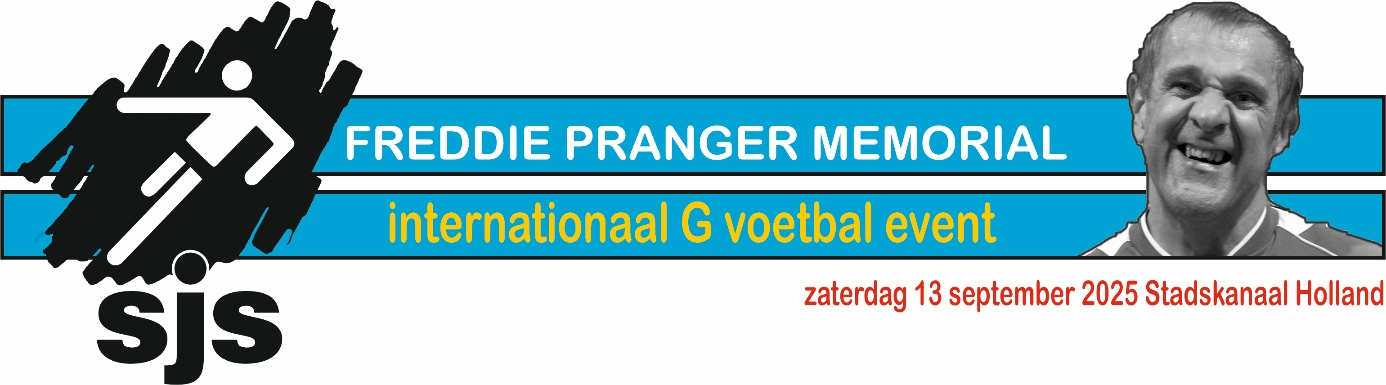 FREDDIE PRANGER MEMORIAL
internationaal G voetbal event
zaterdag 13 september 2025 Stadskanaal Holland
sjs